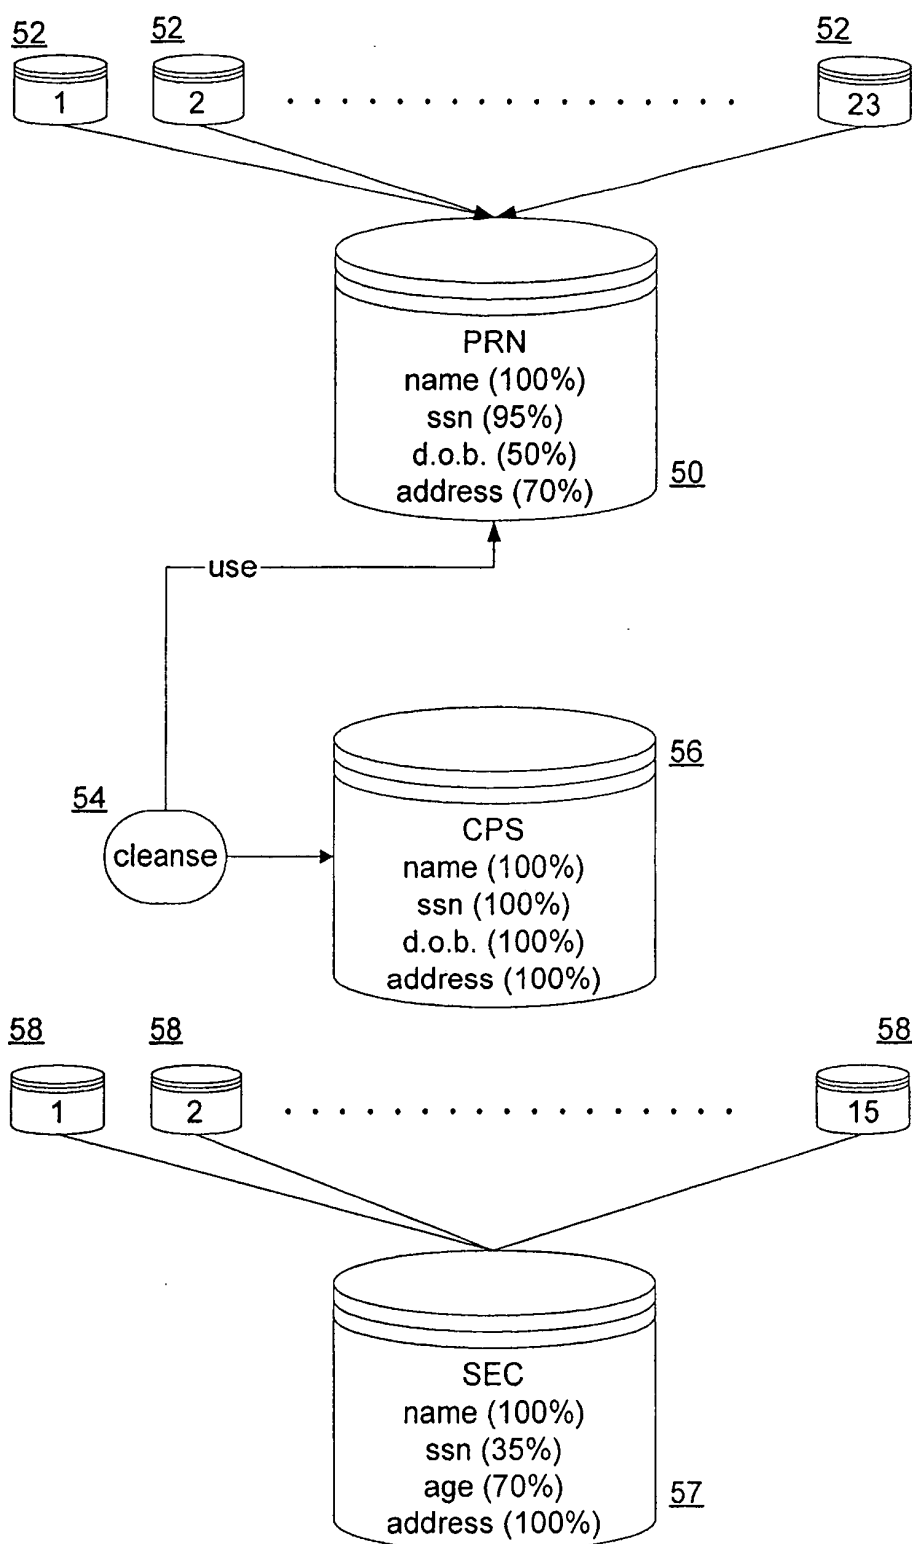 52
52
52
1
2
23
PRN
name (100%)
ssn (95%)
d.o.b. (50%)
address (70%)
50
use
56
54
cleanse
CPS
name (100%)
ssn (100%)
d.o.b. (100%)
address (100%)
58
58
58
1
2
15
SEC
name (100%)
ssn (35%)
age (70%)
address (100%)
57